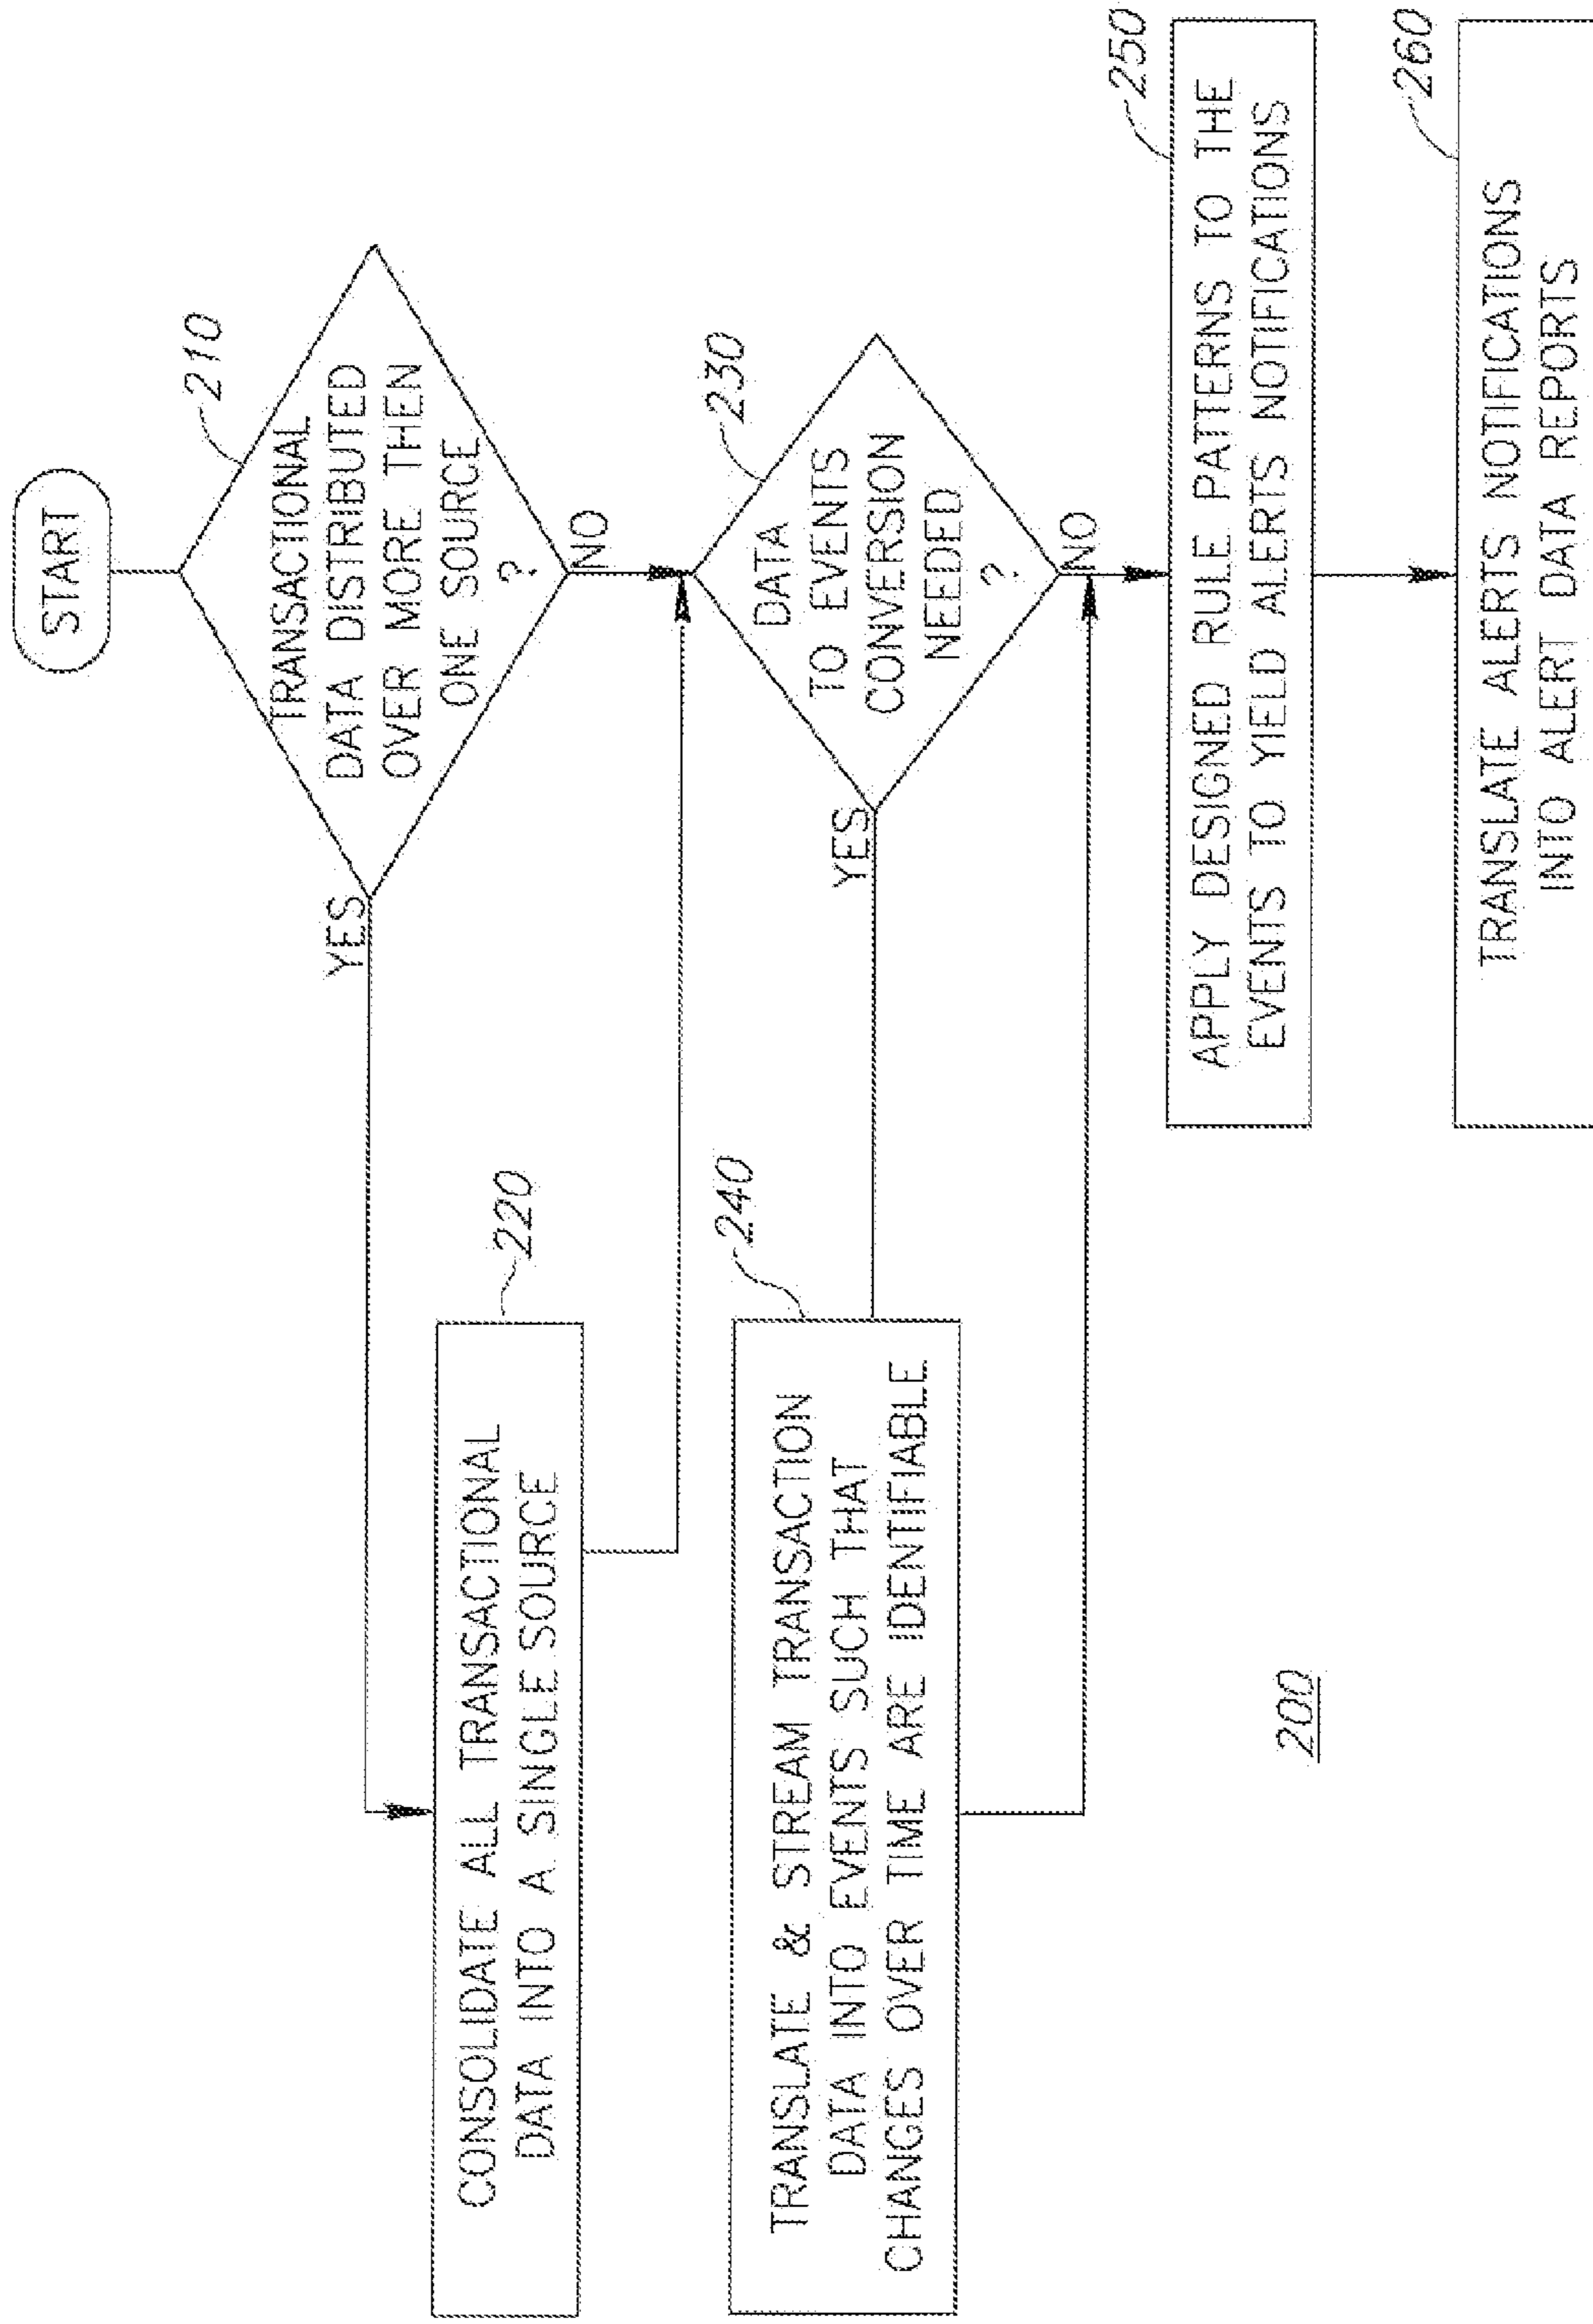 START
210
TRANSACTIONAL
DATA DISTRIBUTED
OVER MORE THEN
ONE SOURCE
?
YES
NO
220
CONSOLIDATE ALL TRANSACTIONAL
DATA INTO A SINGLE SOURCE
230
DATA
TO EVENTS
CONVERSION
NEEDED
?
YES
NO
240
TRANSLATE & STREAM TRANSACTION
DATA INTO EVENTS SUCH THAT
CHANGES OVER TIME ARE IDENTIFIABLE
250
APPLY DESIGNED RULE PATTERNS TO THE
EVENTS TO YIELD ALERTS NOTIFICATIONS
260
TRANSLATE ALERTS NOTIFICATIONS
INTO ALERT DATA REPORTS
200